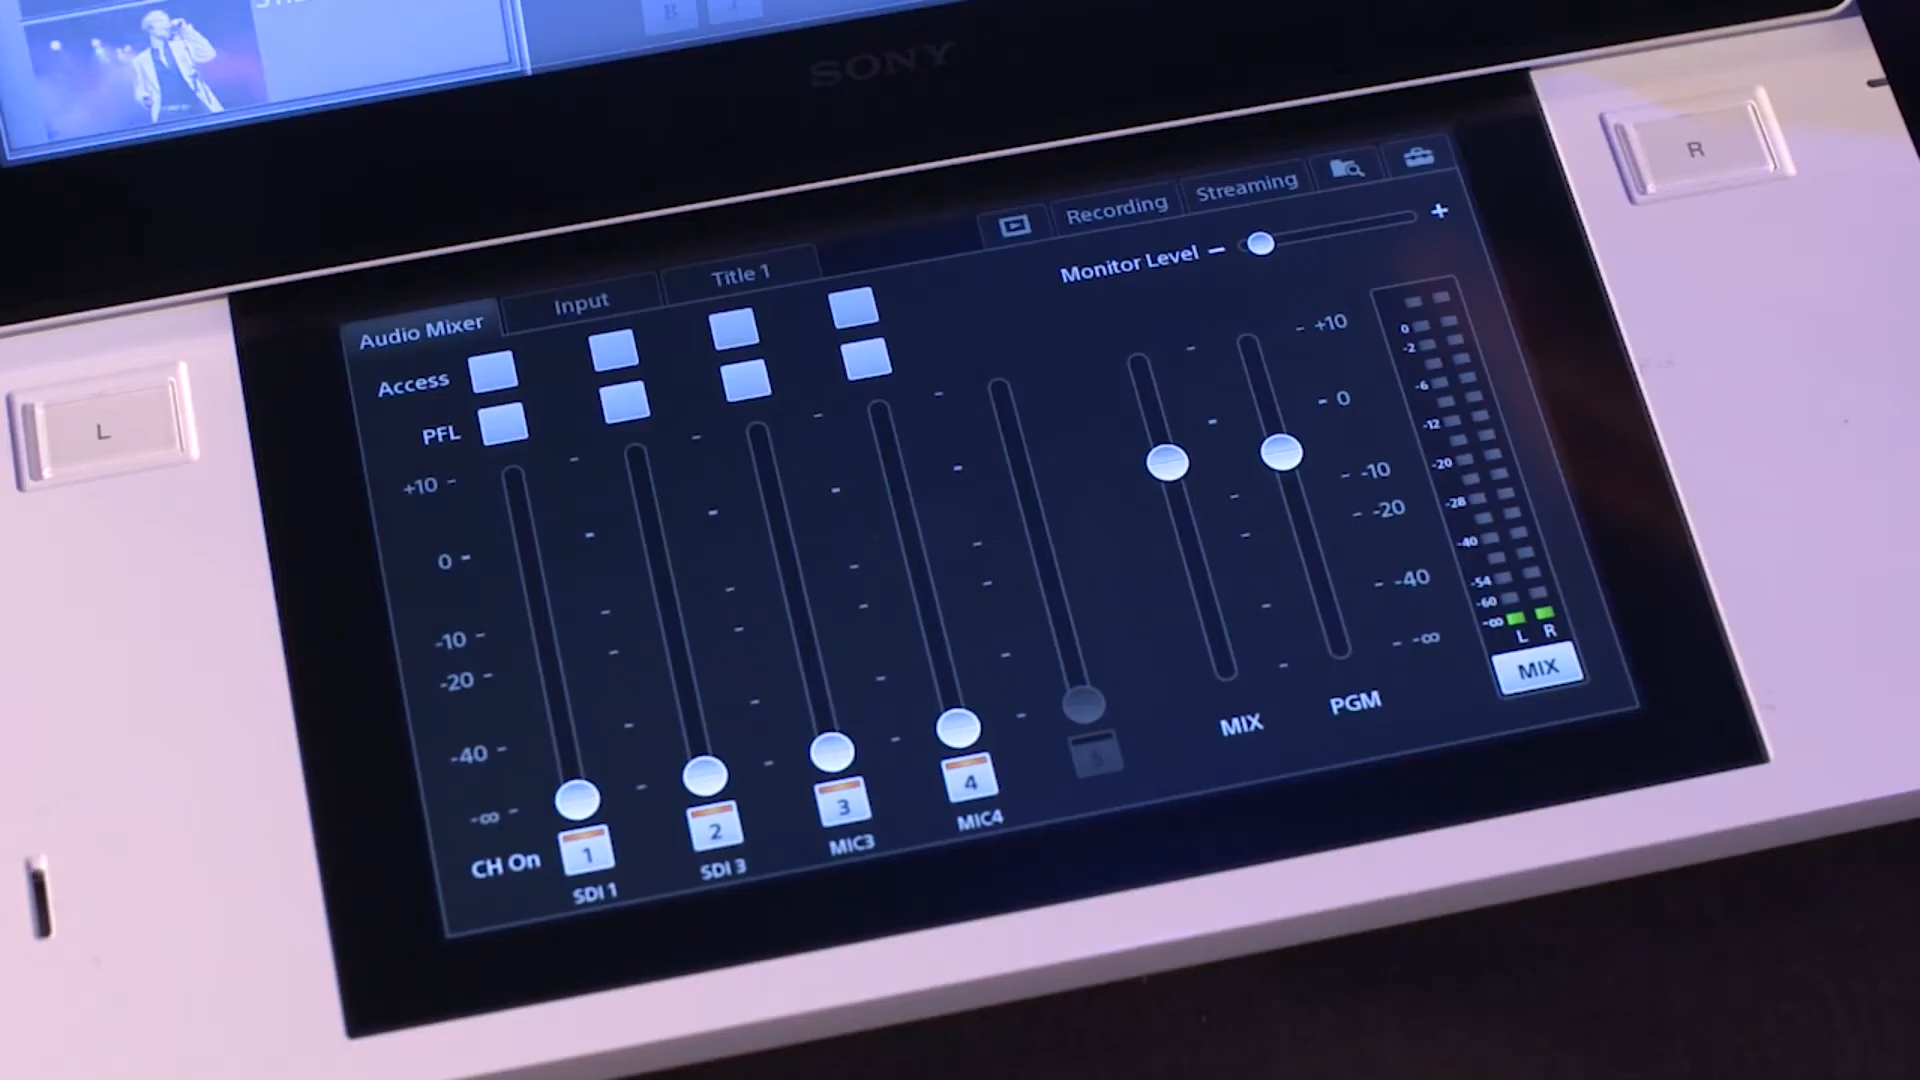 B
SONY
R
L
Recording
Streaming
Audio Mixer
Input
Title 1
Monitor Level − +
Access
PFL
+10 -
0 -
-10 -
-20 -
-40 -
-∞ -
CH On
1
2
3
4
5
SDI 1
SDI 3
MIC3
MIC4
- +10
- 0
- -10
- -20
- -40
- -∞
MIX
PGM
0
-2
-6
-12
-20
-28
-40
-54
-60
-∞
L R
MIX